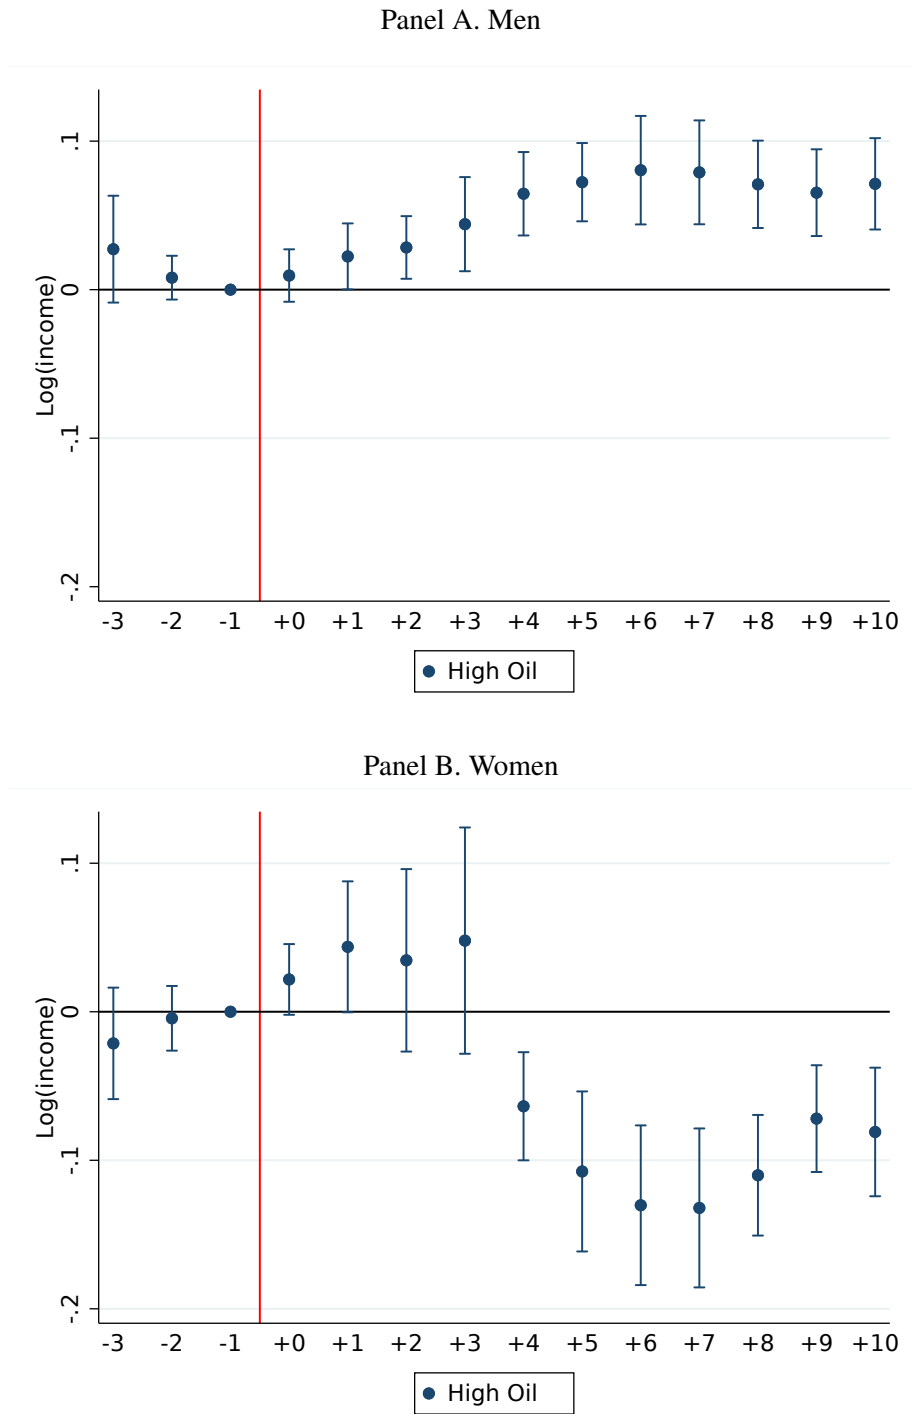 Panel A. Men
Log(income)
.1
0
-.1
-.2
-3 -2 -1 +0 +1 +2 +3 +4 +5 +6 +7 +8 +9 +10
High Oil
Panel B. Women
Log(income)
.1
0
-.1
-.2
-3 -2 -1 +0 +1 +2 +3 +4 +5 +6 +7 +8 +9 +10
High Oil